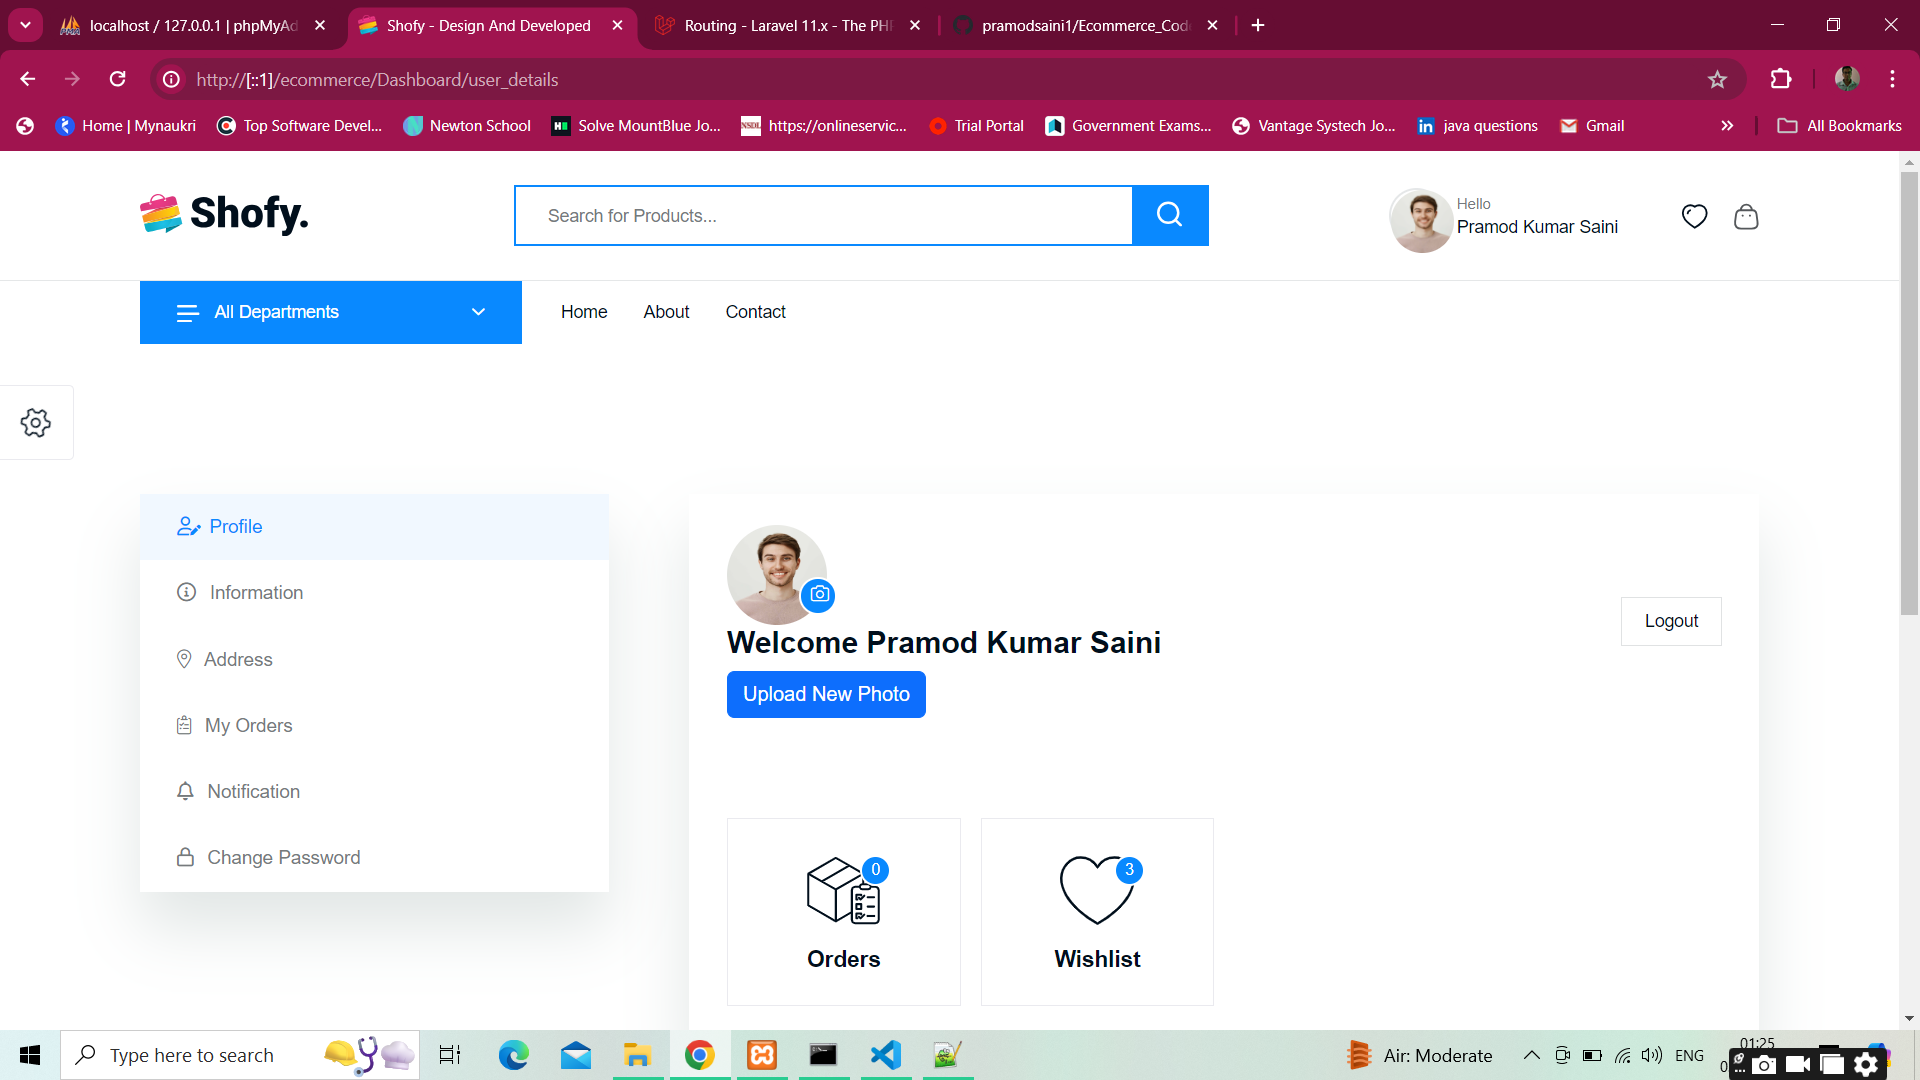 localhost / 127.0.0.1 | phpMyAd
Shofy - Design And Developed
Routing - Laravel 11.x - The PHP
pramodsaini1/Ecommerce_Cod
http://[::1]/ecommerce/Dashboard/user_details
Home | Mynaukri
Top Software Devel...
Newton School
Solve MountBlue Jo...
NSDL
https://onlineservic...
Trial Portal
Government Exams...
Vantage Systech Jo...
java questions
Gmail
All Bookmarks
Shofy.
Search for Products...
Hello
Pramod Kumar Saini
All Departments
Home
About
Contact
Profile
Information
Address
My Orders
Notification
Change Password
Welcome Pramod Kumar Saini
Upload New Photo
Logout
0
Orders
3
Wishlist
Type here to search
Air: Moderate
ENG
01:25